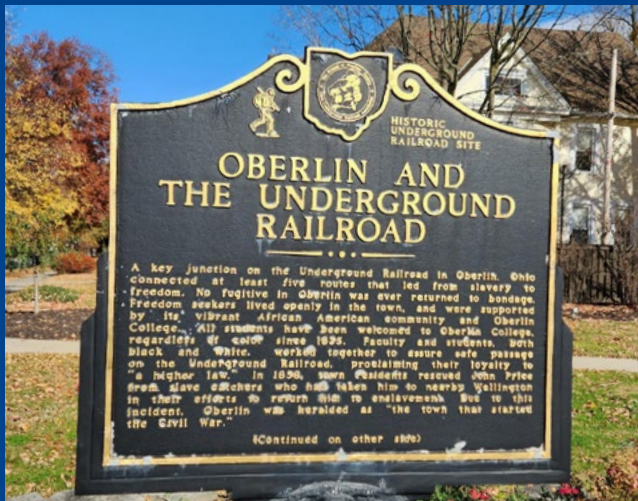 HISTORIC
UNDERGROUND
RAILROAD SITE
OBERLIN AND
THE UNDERGROUND
RAILROAD
A key junction on the Underground Railroad in Oberlin, Ohio
connected at least five routes that led from slavery to
freedom. No fugitive in Oberlin was ever returned to bondage.
Freedom seekers lived openly in the town, and were supported
by its vibrant African American community and Oberlin
College. All students have been welcomed to Oberlin College,
regardless of color since 1835. Faculty and students, both
black and white, worked together to assure safe passage
on the Underground Railroad, proclaiming their loyalty to
"a higher law." In 1858, town residents rescued John Price
from slave catchers who had taken him to nearby Wellington
in their efforts to return him to enslavement. Due to this
incident, Oberlin was heralded as "the town that started
the Civil War."
(Continued on other side)